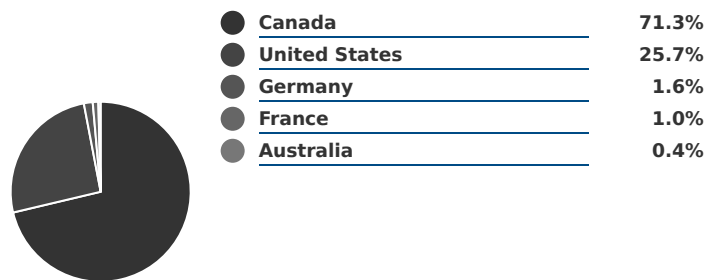 Canada 71.3%
United States 25.7%
Germany 1.6%
France 1.0%
Australia 0.4%